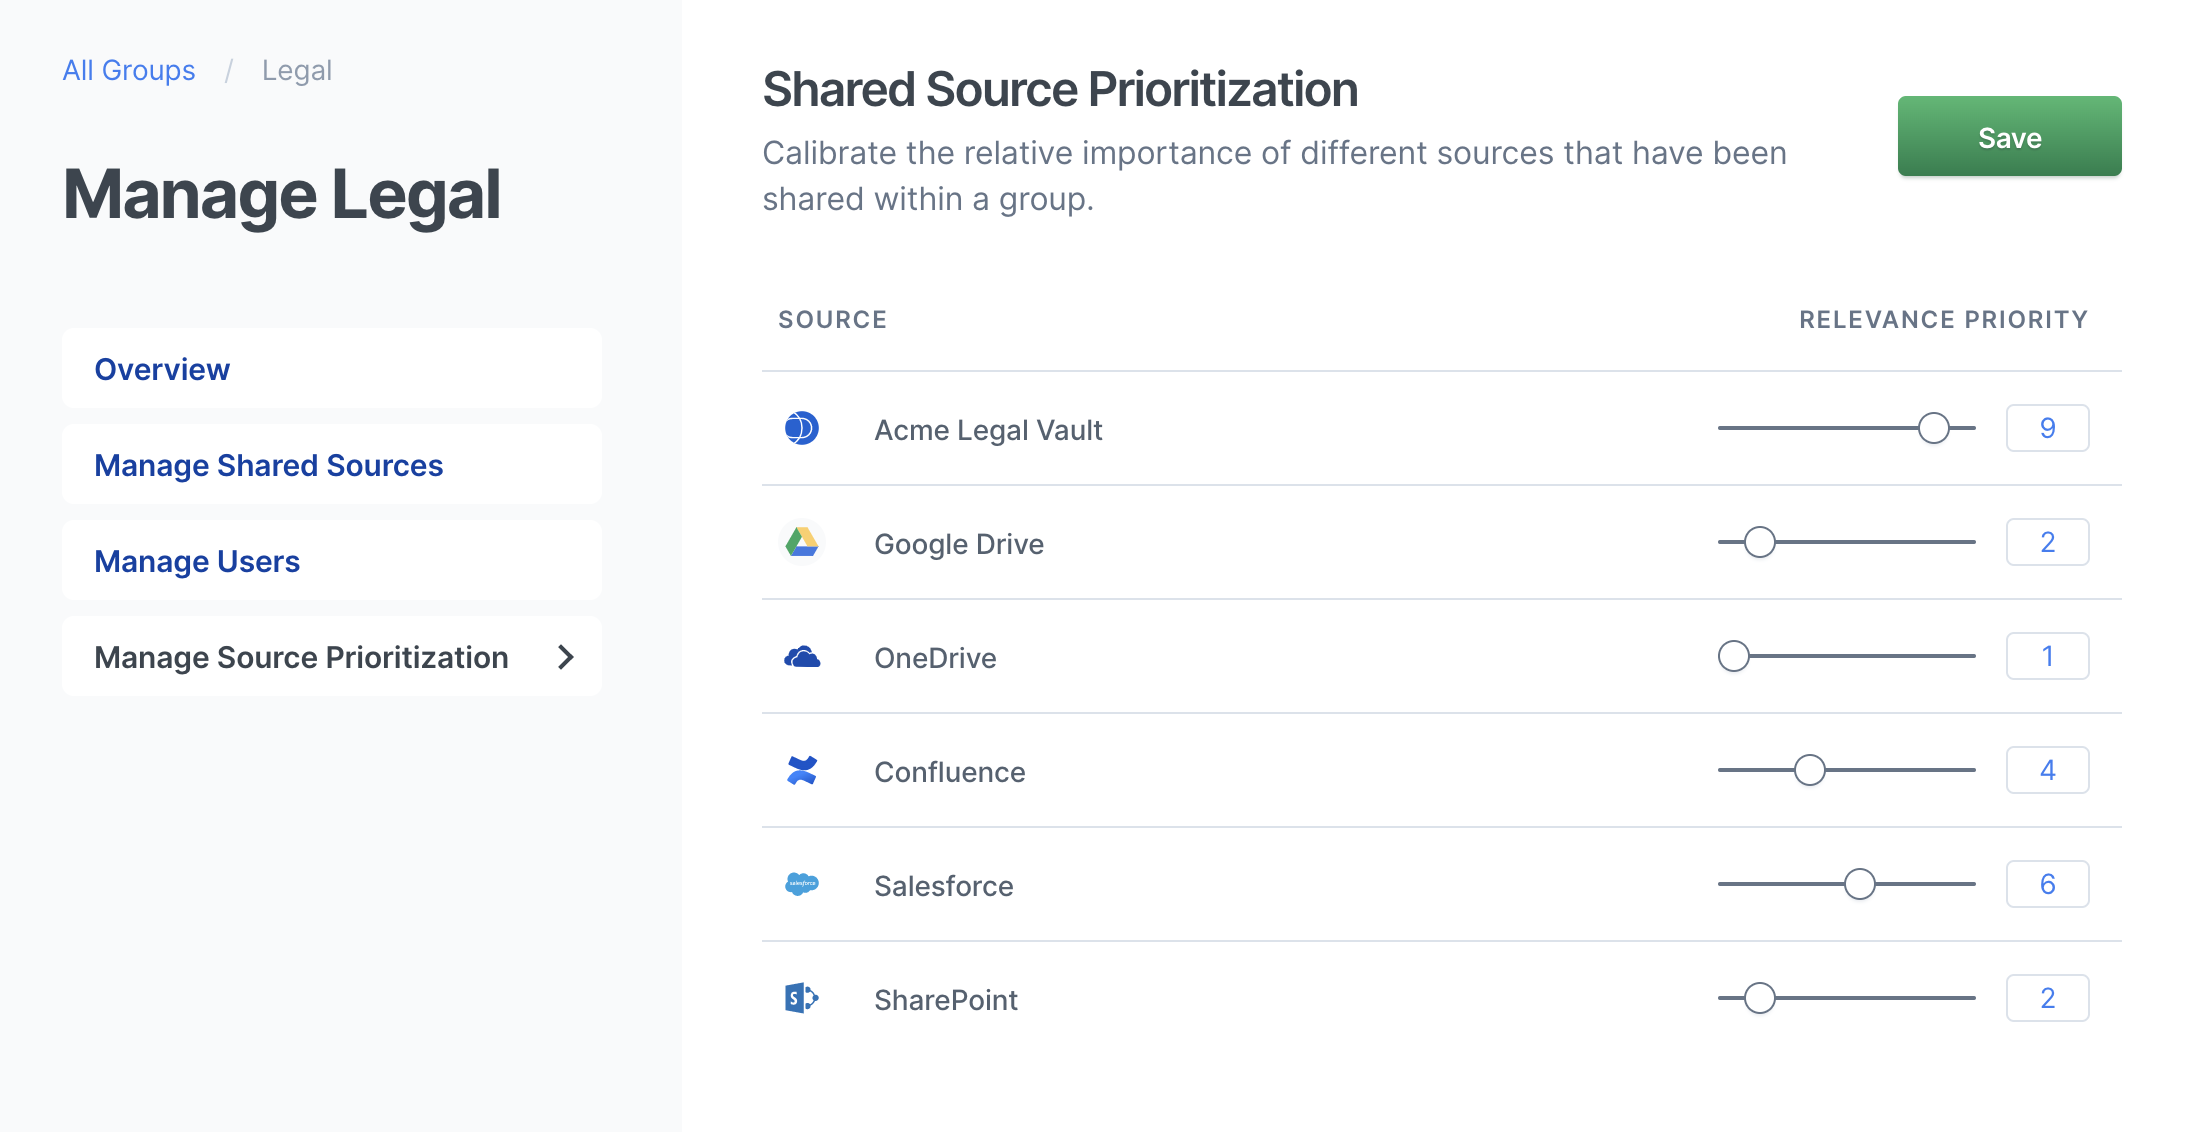 All Groups / Legal
Manage Legal
Overview
Manage Shared Sources
Manage Users
Manage Source Prioritization
Shared Source Prioritization
Calibrate the relative importance of different sources that have been
shared within a group.
Save
SOURCE RELEVANCE PRIORITY
Acme Legal Vault 9
Google Drive 2
OneDrive 1
Confluence 4
salesforce Salesforce 6
S SharePoint 2